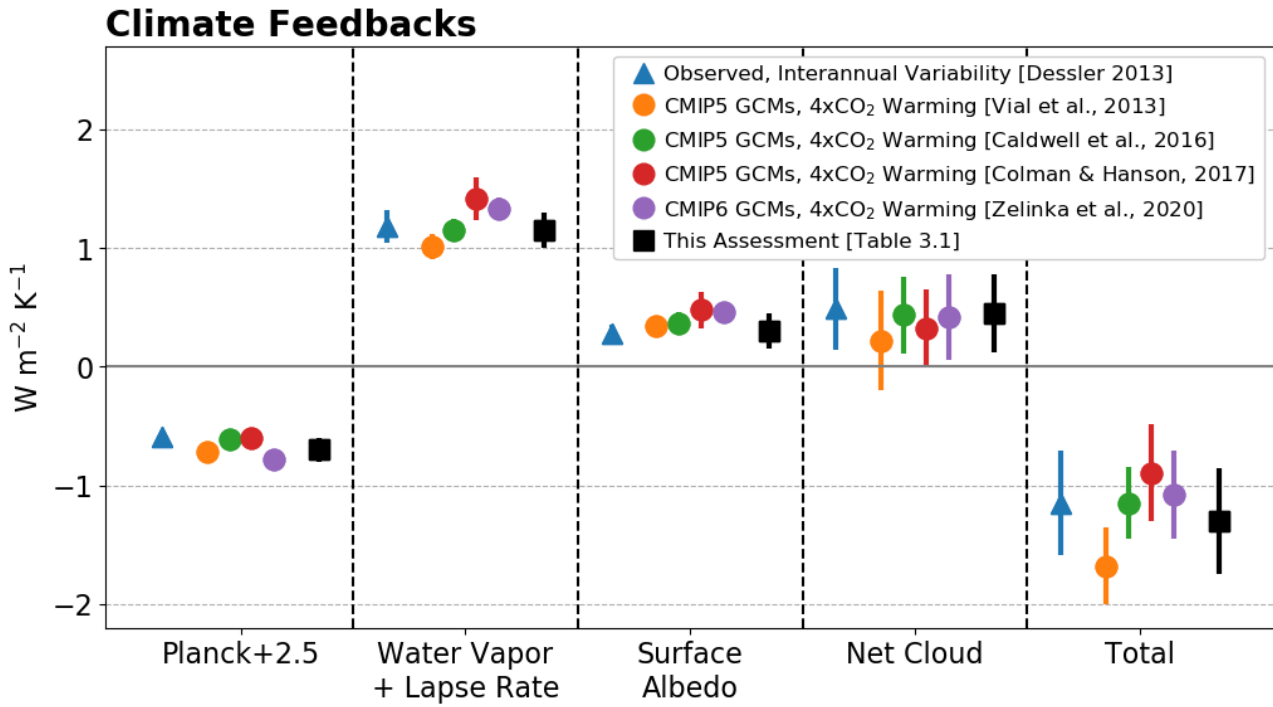 Climate Feedbacks
Observed, Interannual Variability [Dessler 2013]
CMIP5 GCMs, 4xCO₂ Warming [Vial et al., 2013]
CMIP5 GCMs, 4xCO₂ Warming [Caldwell et al., 2016]
CMIP5 GCMs, 4xCO₂ Warming [Colman & Hanson, 2017]
CMIP6 GCMs, 4xCO₂ Warming [Zelinka et al., 2020]
This Assessment [Table 3.1]
W m⁻² K⁻¹
2
1
0
−1
−2
Planck+2.5
Water Vapor
+ Lapse Rate
Surface
Albedo
Net Cloud
Total